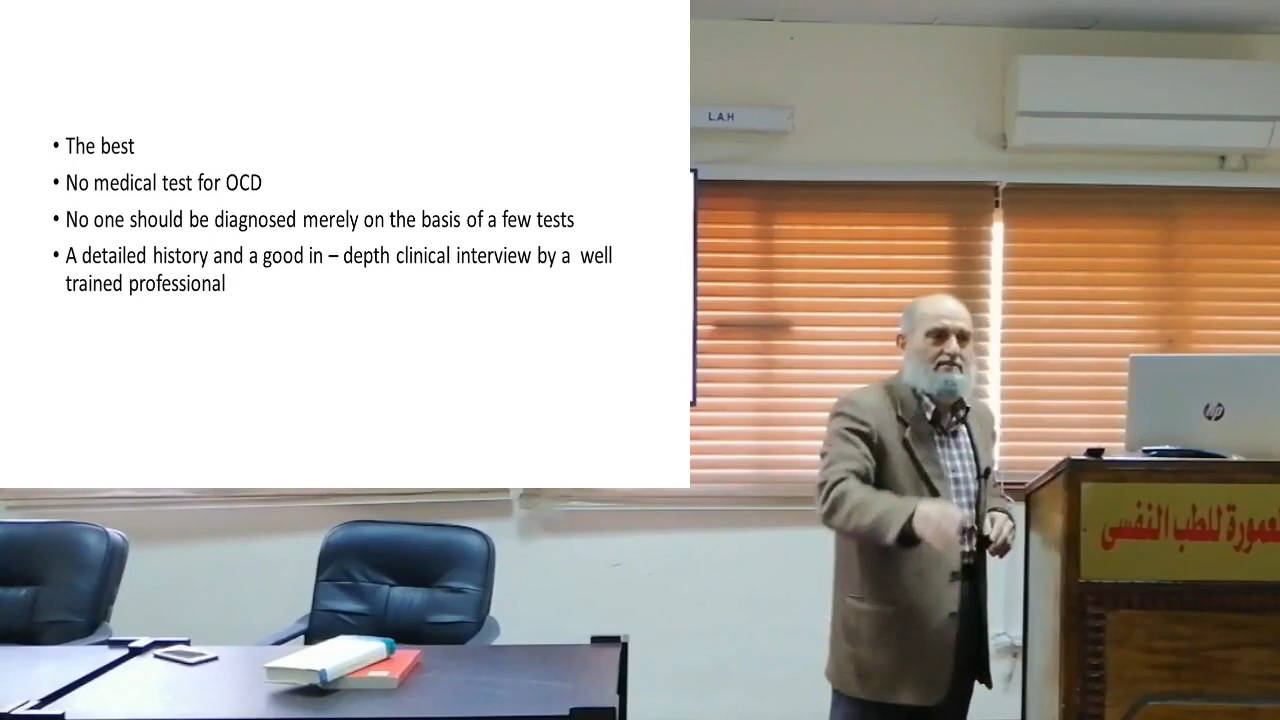 • The best
• No medical test for OCD
• No one should be diagnosed merely on the basis of a few tests
• A detailed history and a good in – depth clinical interview by a  well
trained professional
L.A.H
hp
للطب النفسى